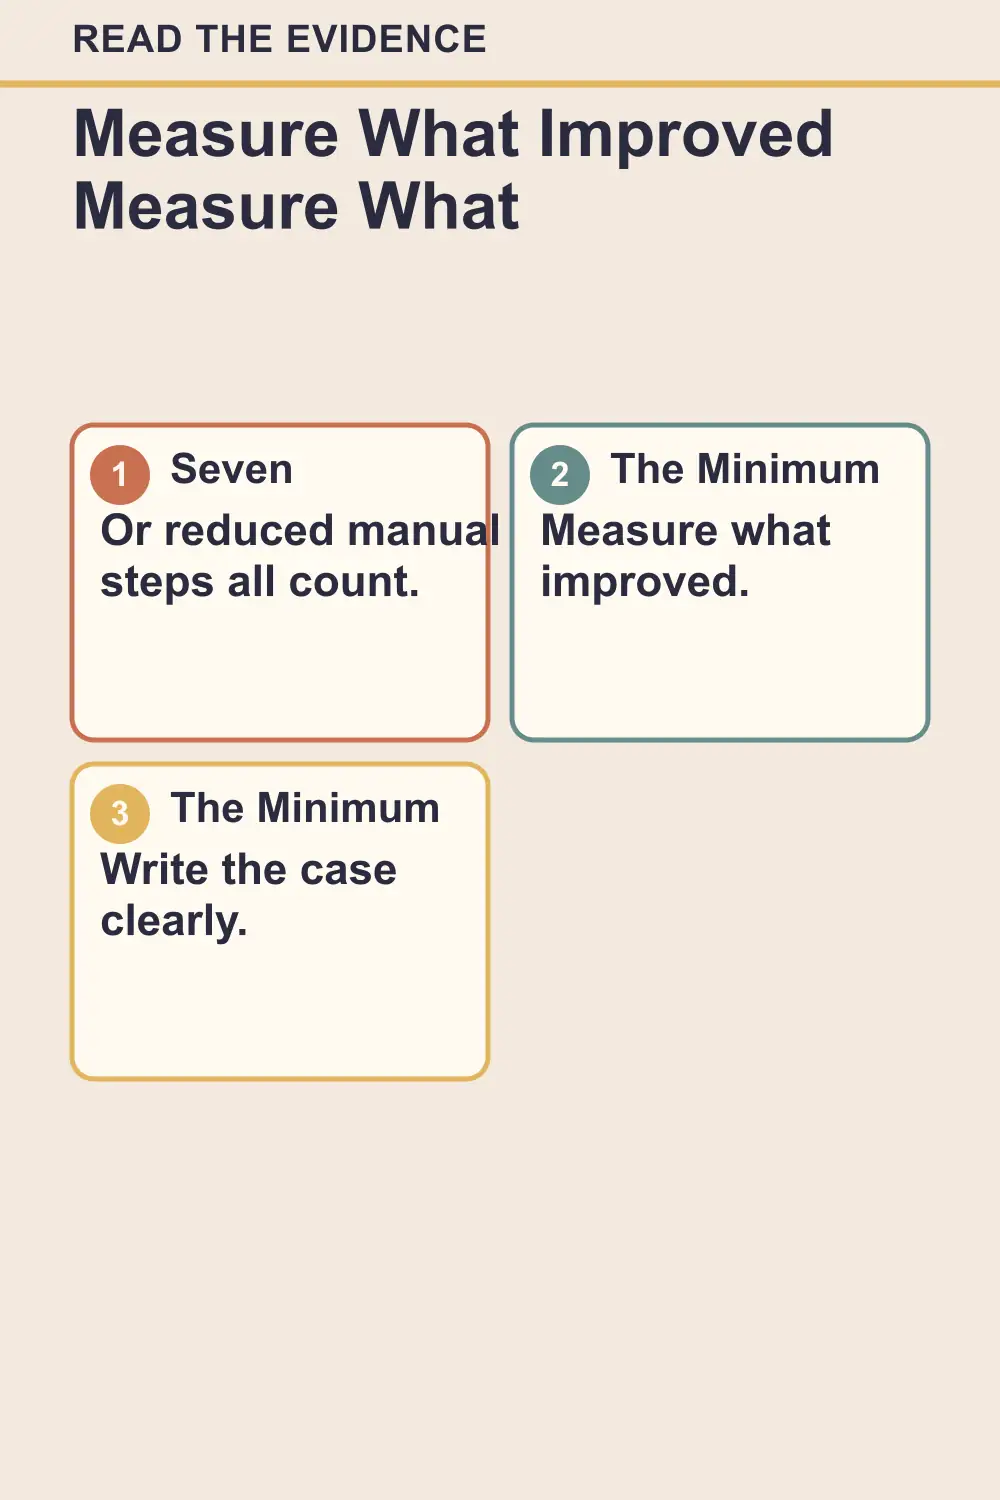 READ THE EVIDENCE
Measure What Improved
Measure What
1 Seven
Or reduced manual
steps all count.
2 The Minimum
Measure what
improved.
3 The Minimum
Write the case
clearly.